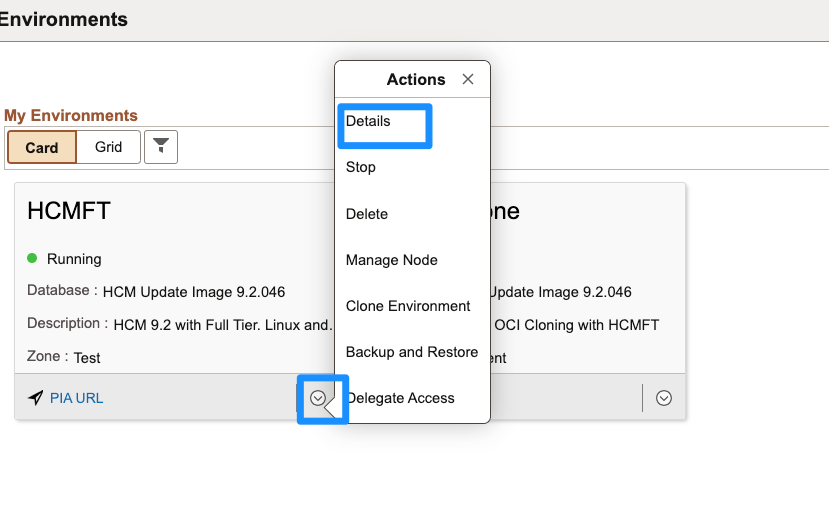 Environments
Actions
My Environments
Details
Card
Grid
Stop
HCMFT
Delete
Running
Manage Node
Database :
HCM Update Image 9.2.046
Update Image 9.2.046
Clone Environment
Description :
HCM 9.2 with Full Tier. Linux and.
OCI Cloning with HCMFT
Backup and Restore
Zone :
Test
PIA URL
Delegate Access